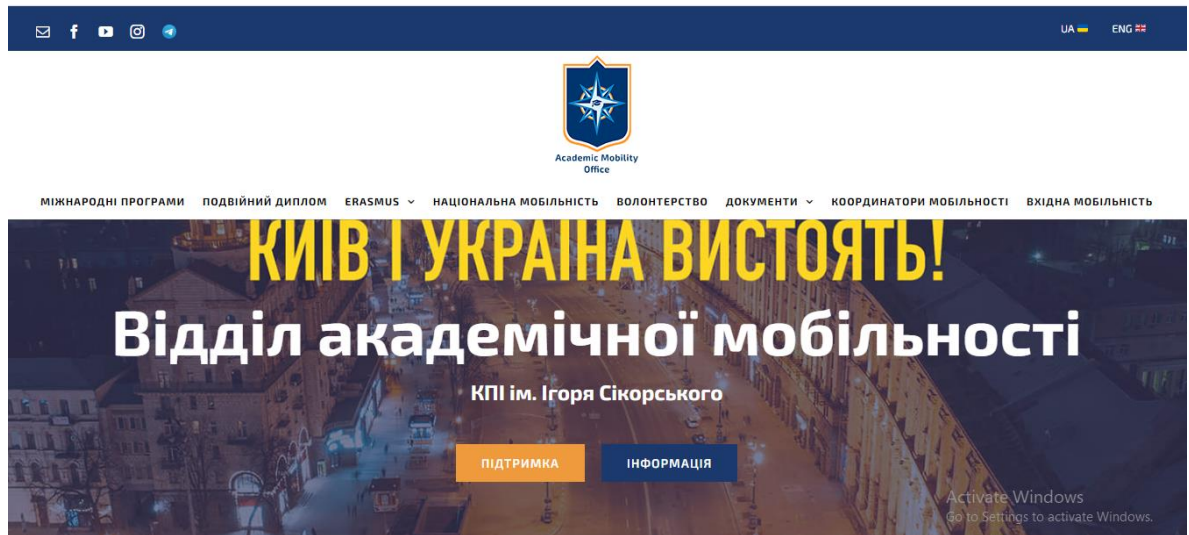 UA ENG
Academic Mobility
Office
МІЖНАРОДНІ ПРОГРАМИ ПОДВІЙНИЙ ДИПЛОМ ERASMUS НАЦІОНАЛЬНА МОБІЛЬНІСТЬ ВОЛОНТЕРСТВО ДОКУМЕНТИ КООРДИНАТОРИ МОБІЛЬНОСТІ ВХІДНА МОБІЛЬНІСТЬ
КИЇВ І УКРАЇНА ВИСТОЯТЬ!
Відділ академічної мобільності
КПІ ім. Ігоря Сікорського
ПІДТРИМКА ІНФОРМАЦІЯ
Activate Windows
Go to Settings to activate Windows.